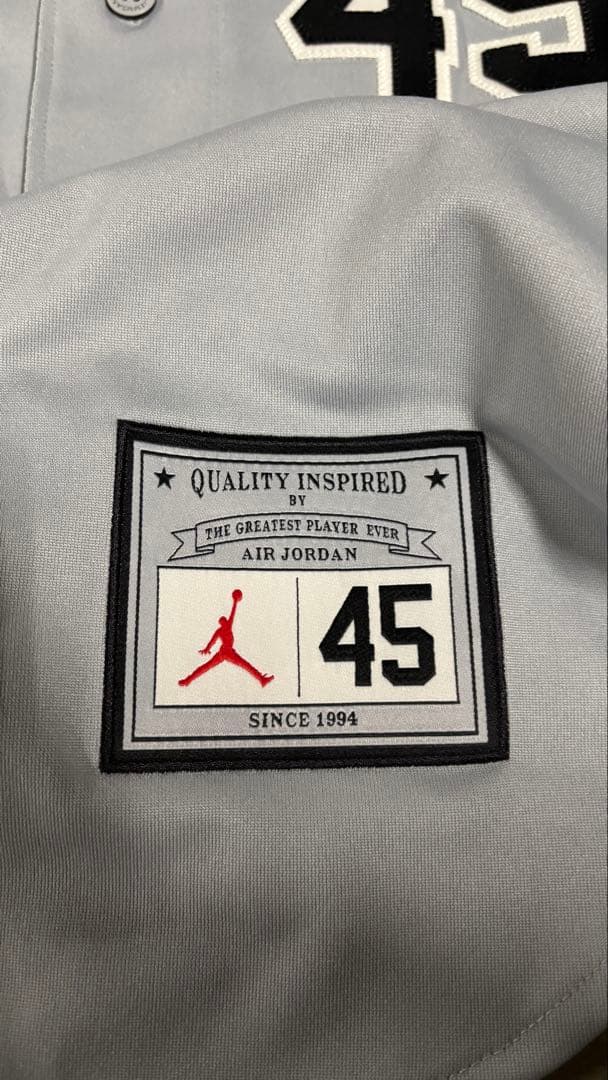 45
QUALITY INSPIRED
BY
THE GREATEST PLAYER EVER
AIR JORDAN
45
SINCE 1994